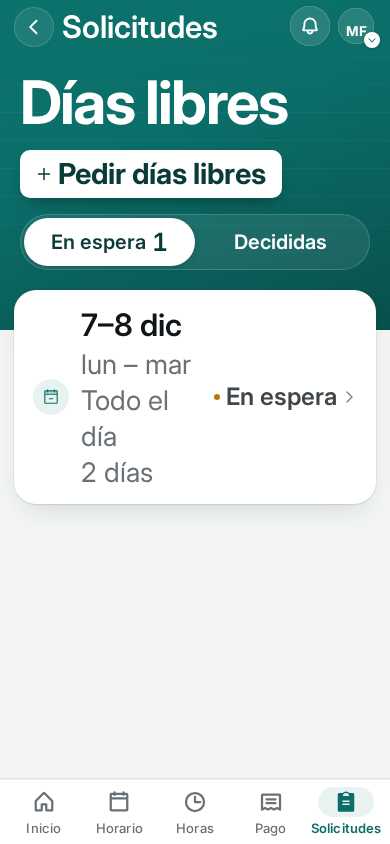 Solicitudes
MF
Días libres
+ Pedir días libres
En espera 1
Decididas
7–8 dic
lun – mar
Todo el
día
2 días
En espera
Inicio
Horario
Horas
Pago
Solicitudes